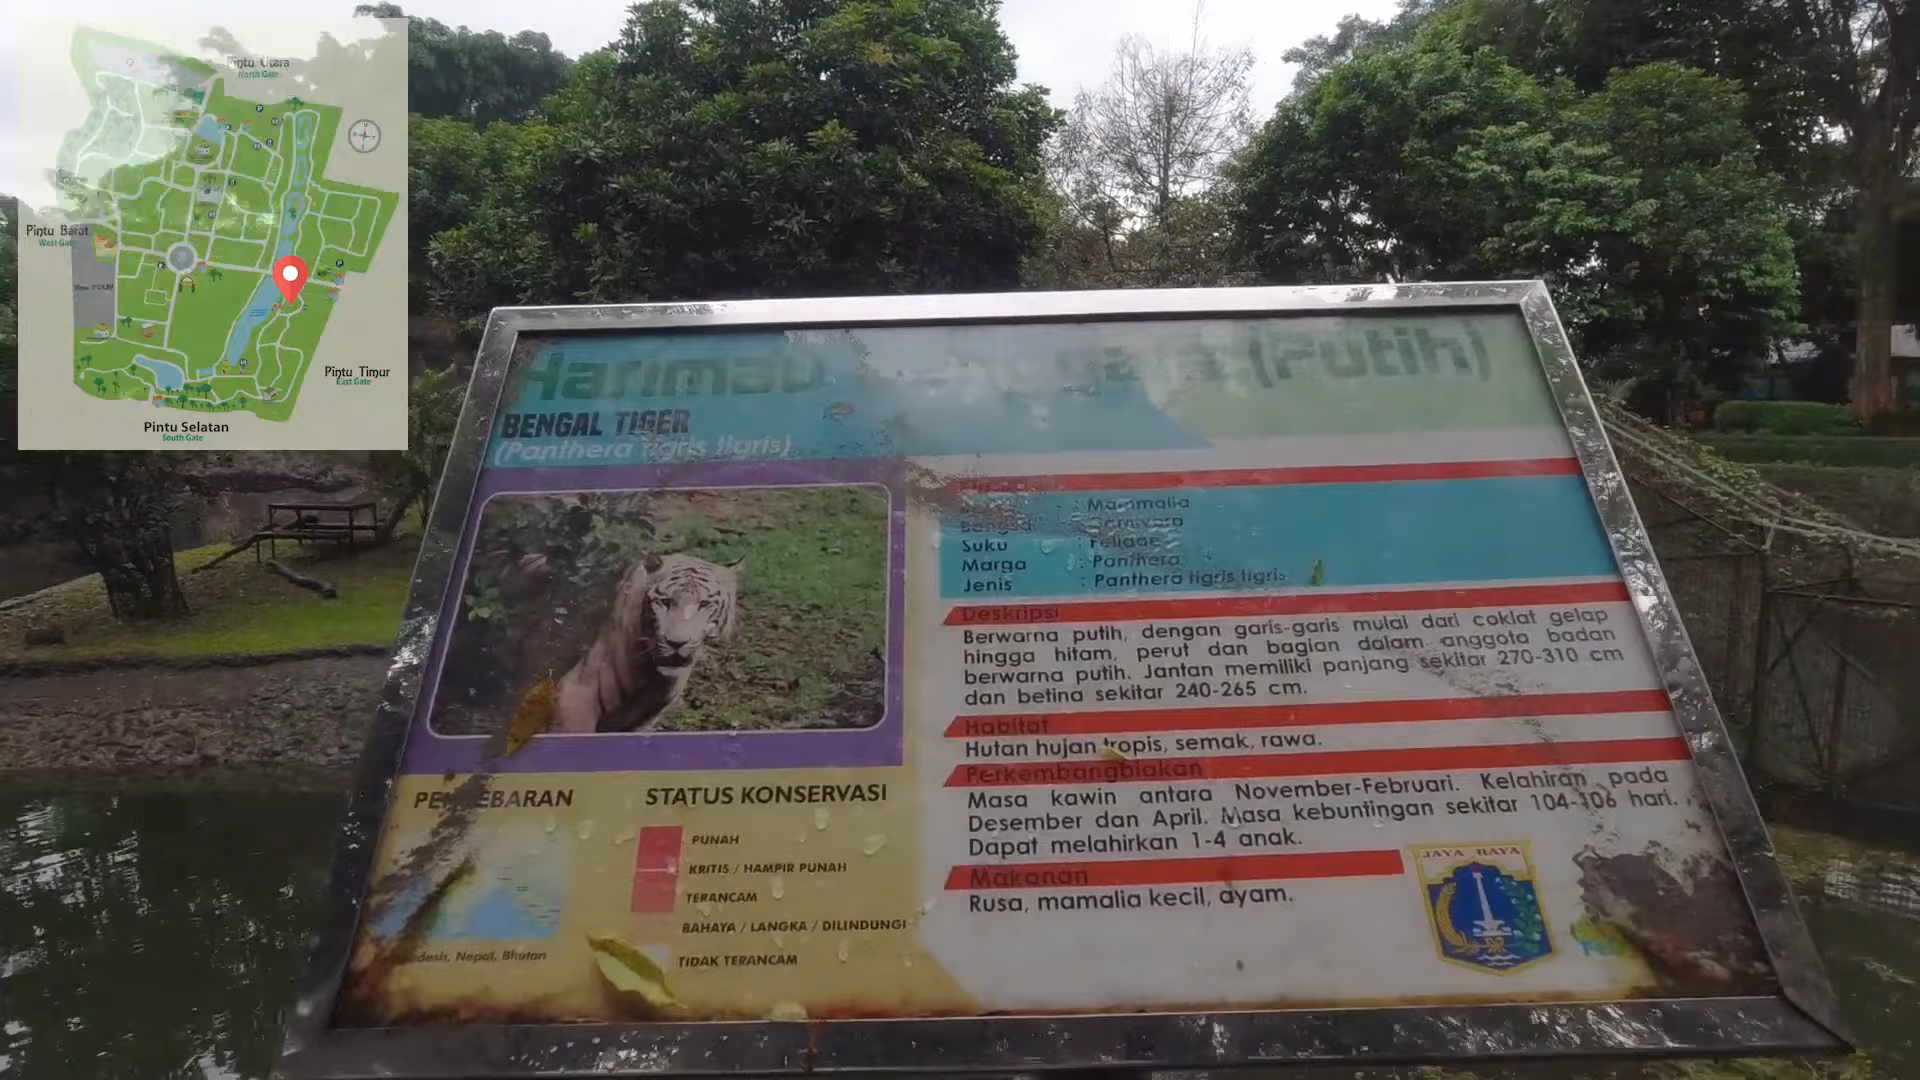 Pintu Utara
North Gate
Pintu Barat
West Gate
Pintu Timur
East Gate
Pintu Selatan
South Gate
Harimau (Putih)
BENGAL TIGER
(Panthera tigris tigris)
: Mammalia
: Carnivora
Suku : Felidae
Marga : Panthera
Jenis : Panthera tigris tigris
Deskripsi
Berwarna putih, dengan garis-garis mulai dari coklat gelap
hingga hitam, perut dan bagian dalam anggota badan
berwarna putih. Jantan memiliki panjang sekitar 270-310 cm
dan betina sekitar 240-265 cm.
Habitat
Hutan hujan tropis, semak, rawa.
Perkembangbiakan
Masa kawin antara November-Februari. Kelahiran pada
Desember dan April. Masa kebuntingan sekitar 104-106 hari.
Dapat melahirkan 1-4 anak.
Makanan
Rusa, mamalia kecil, ayam.
JAYA RAYA
PENYEBARAN
Nepal, Bhutan
STATUS KONSERVASI
PUNAH
KRITIS / HAMPIR PUNAH
TERANCAM
BAHAYA / LANGKA / DILINDUNGI
TIDAK TERANCAM